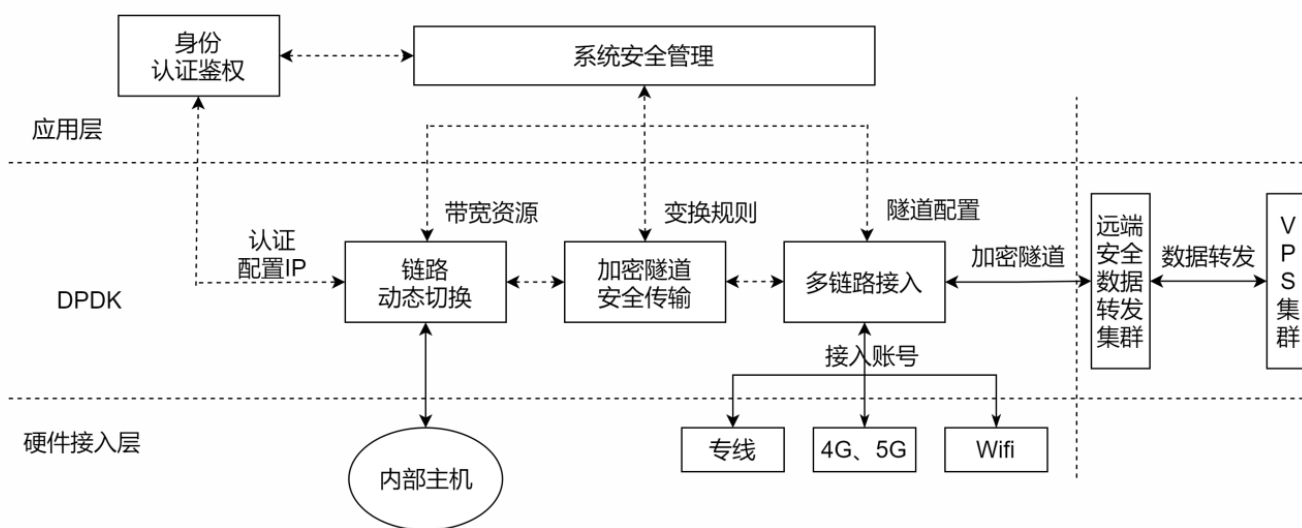 身份
认证鉴权
系统安全管理
应用层
带宽资源
变换规则
隧道配置
认证
配置IP
链路
动态切换
加密隧道
安全传输
多链路接入
加密隧道
远端
安全
数据
转发
集群
数据转发
V
P
S
集
群
DPDK
接入账号
硬件接入层
内部主机
专线
4G、5G
Wifi